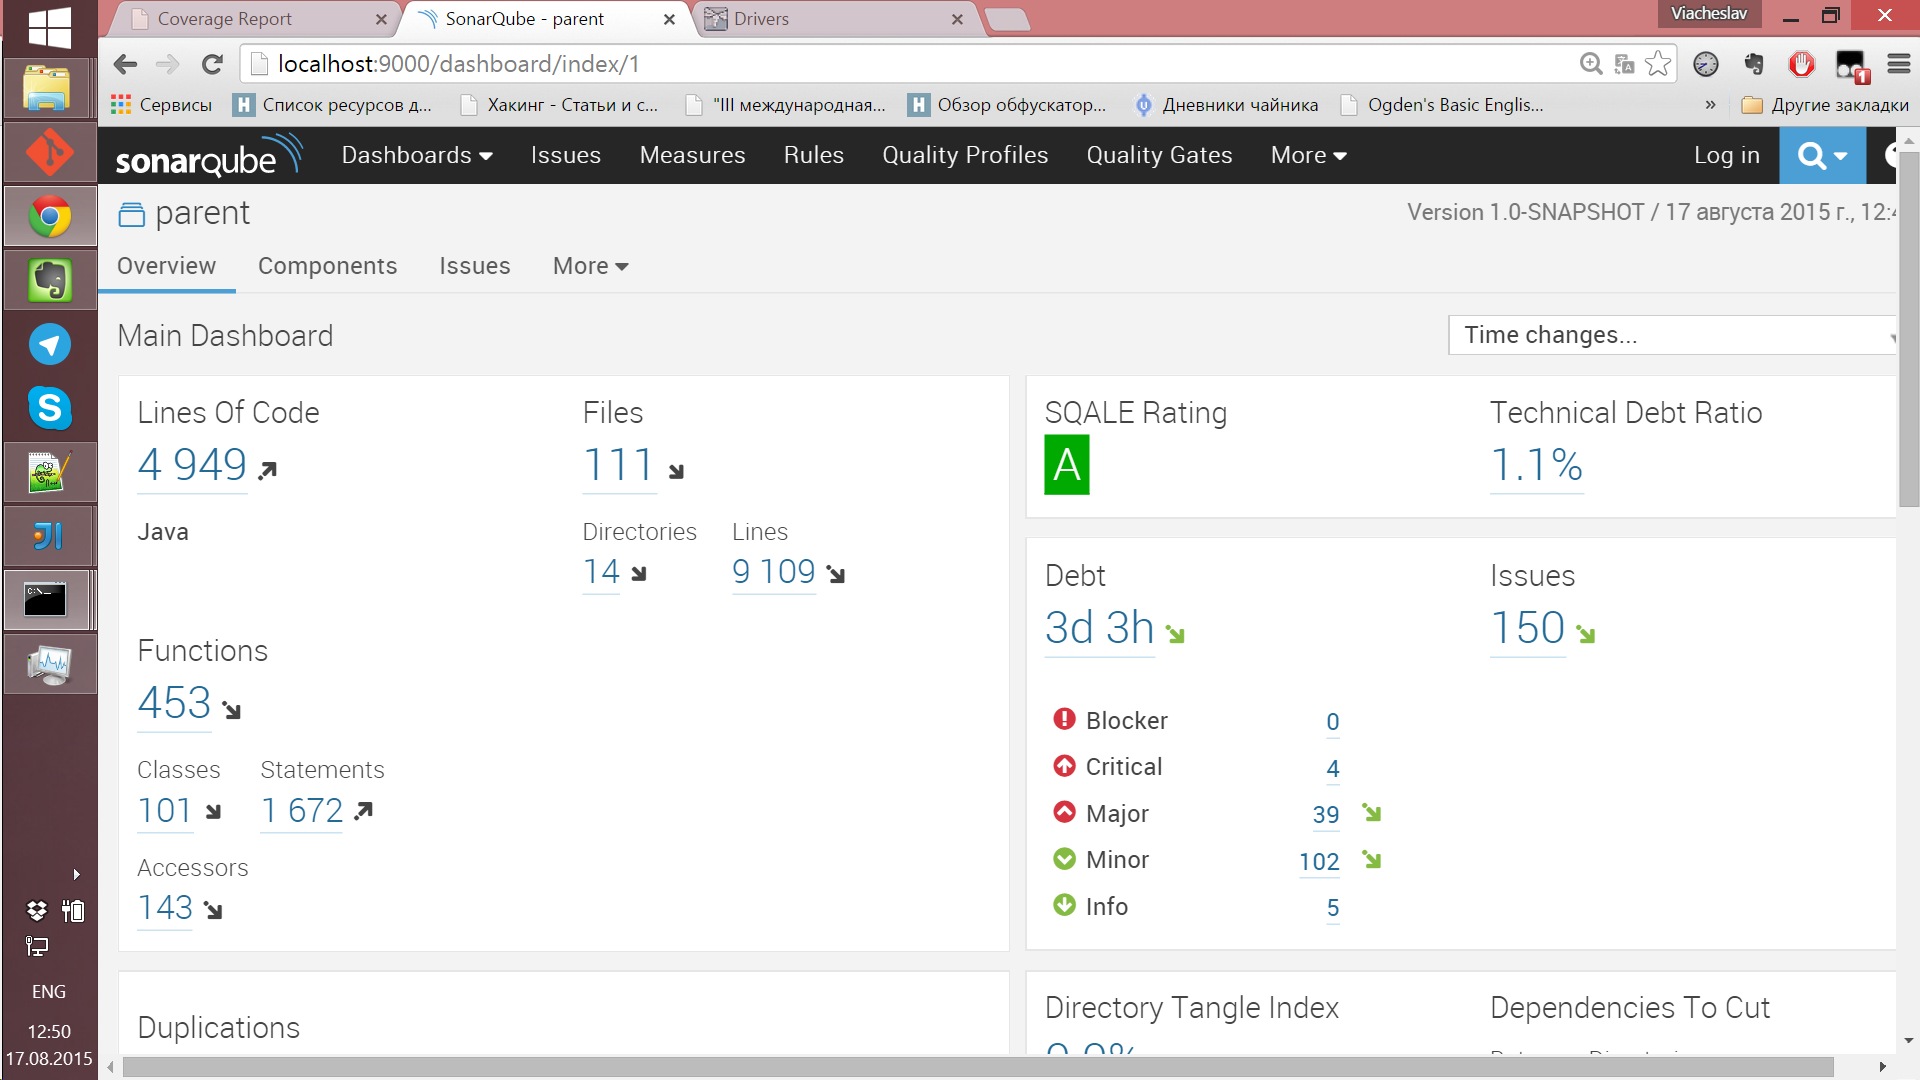 Coverage Report
SonarQube - parent
Drivers
Viacheslav
localhost:9000/dashboard/index/1
1
Сервисы
Список ресурсов д...
Хакинг - Статьи и с...
"III международная...
Обзор обфускатор...
Дневники чайника
Ogden's Basic Englis...
»
Другие закладки
sonarqube
Dashboards
Issues
Measures
Rules
Quality Profiles
Quality Gates
More
Log in
parent
Version 1.0-SNAPSHOT / 17 августа 2015 г., 12:4
Overview
Components
Issues
More
Main Dashboard
Time changes...
Lines Of Code
4 949
Files
111
Java
Directories
14
Lines
9 109
Functions
453
Classes
101
Statements
1 672
Accessors
143
SQALE Rating
A
Technical Debt Ratio
1.1%
Debt
3d 3h
Issues
150
Blocker 0
Critical 4
Major 39
Minor 102
Info 5
Duplications
Directory Tangle Index
Dependencies To Cut
ENG
12:50
17.08.2015